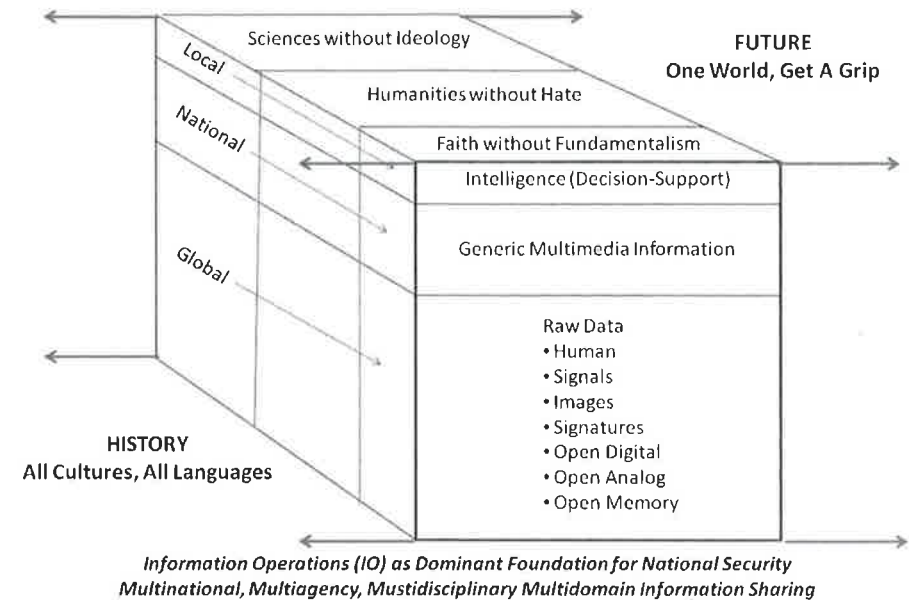 Sciences without Ideology
FUTURE
One World, Get A Grip
Local
Humanities without Hate
National
Faith without Fundamentalism
Intelligence (Decision-Support)
Generic Multimedia Information
Global
Raw Data
• Human
• Signals
• Images
• Signatures
• Open Digital
• Open Analog
• Open Memory
HISTORY
All Cultures, All Languages
Information Operations (IO) as Dominant Foundation for National Security
Multinational, Multiagency, Mustidisciplinary Multidomain Information Sharing